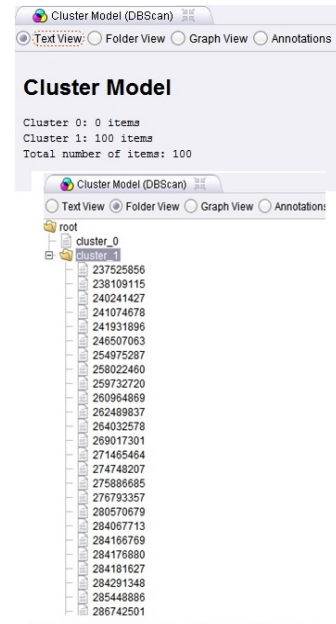 Cluster Model (DBScan)
Text View Folder View Graph View Annotations
Cluster Model
Cluster 0: 0 items
Cluster 1: 100 items
Total number of items: 100
Cluster Model (DBScan)
Text View Folder View Graph View Annotations
root
cluster_0
cluster_1
237525856
238109115
240241427
241074678
241931896
246507063
254975287
258022460
259732720
260964869
262489837
264032578
269017301
271465464
274748207
275886685
276793357
280570679
284067713
284166769
284176880
284181627
284291348
285448886
286742501